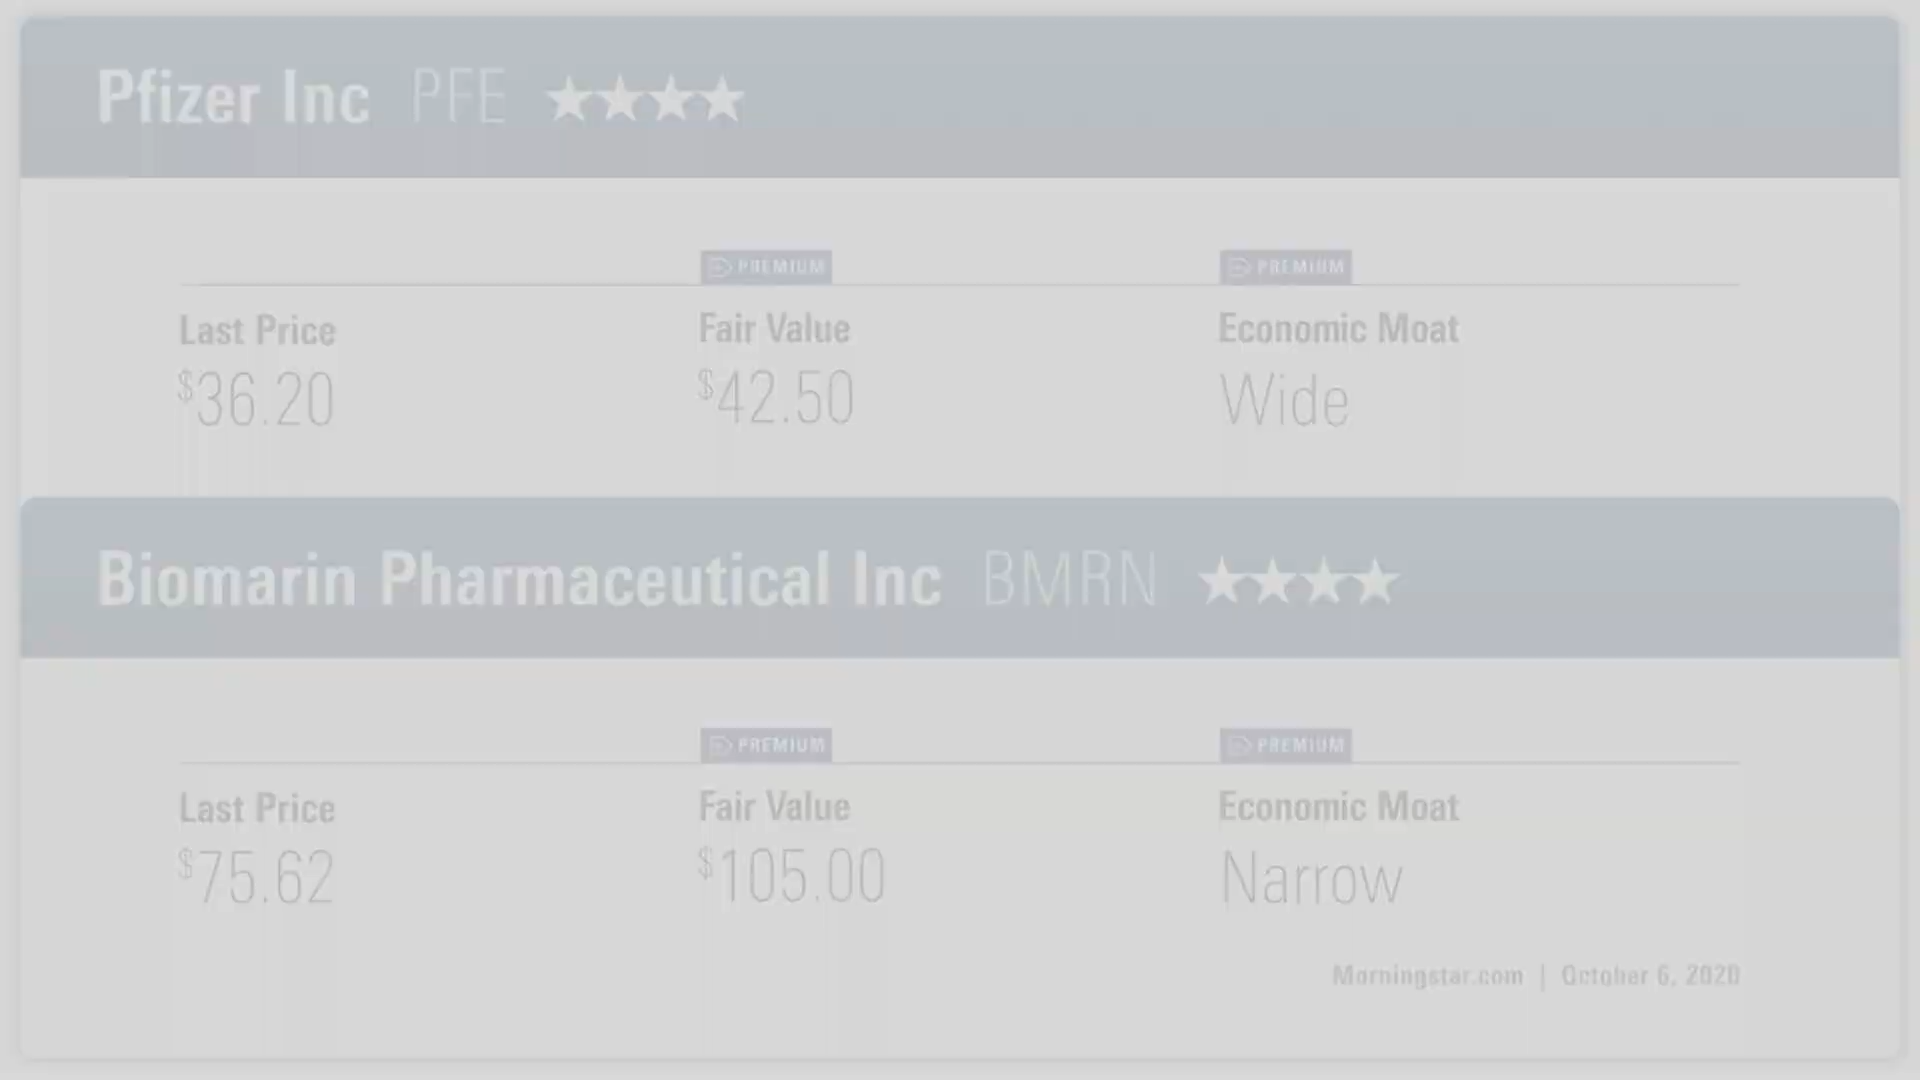 Pfizer Inc PFE ★★★★
PREMIUM PREMIUM
Last Price Fair Value Economic Moat
$36.20 $42.50 Wide
Biomarin Pharmaceutical Inc BMRN ★★★★
PREMIUM PREMIUM
Last Price Fair Value Economic Moat
$75.62 $105.00 Narrow
Morningstar.com | October 6, 2020